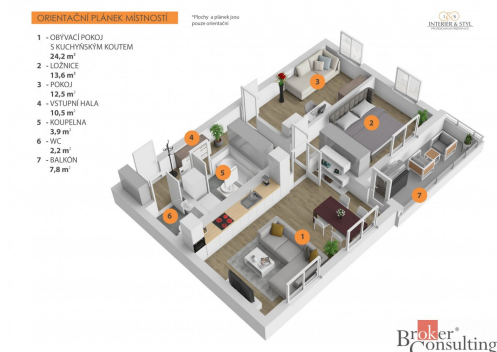 ORIENTAČNÍ PLÁNEK MÍSTNOSTÍ
*Plochy a plánek jsou
pouze orientační
INTERIER & STYL
1 - OBÝVACÍ POKOJ
S KUCHYŇSKÝM KOUTEM
24,2 m²
2 - LOŽNICE
13,6 m²
3 - POKOJ
12,5 m²
4 - VSTUPNÍ HALA
10,5 m²
5 - KOUPELNA
3,9 m²
6 - WC
2,2 m²
7 - BALKÓN
7,8 m²
3
2
4
5
7
6
1
Broker®
Consulting